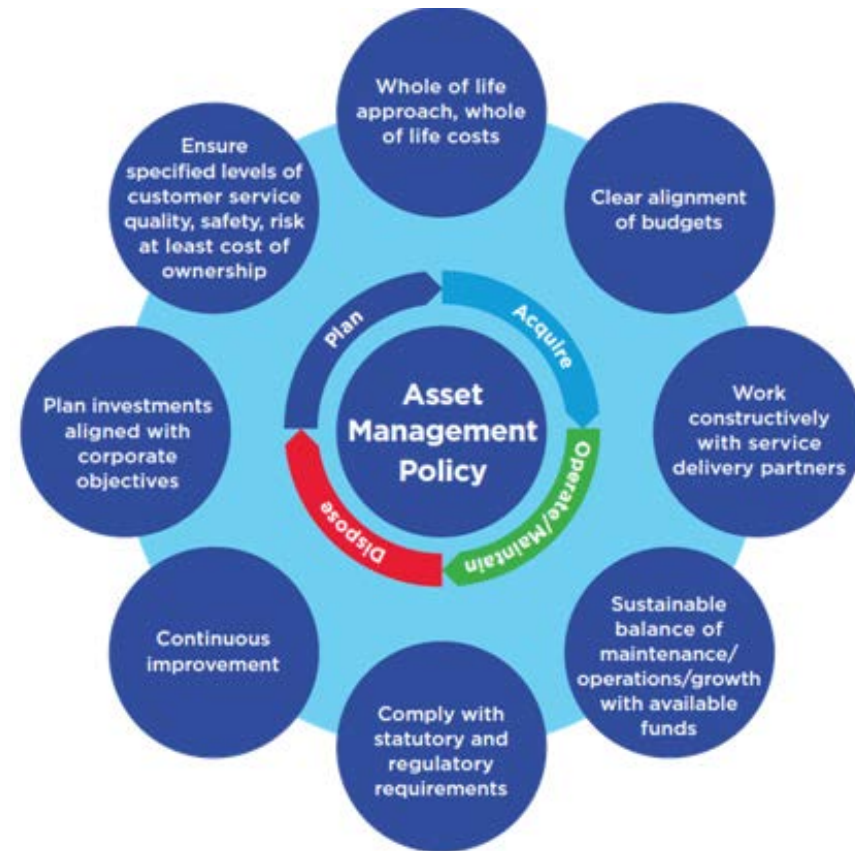 Whole of life
approach, whole
of life costs
Clear alignment
of budgets
Work
constructively
with service
delivery partners
Sustainable
balance of
maintenance/
operations/growth
with available
funds
Comply with
statutory and
regulatory
requirements
Continuous
improvement
Plan investments
aligned with
corporate
objectives
Ensure
specified levels of
customer service
quality, safety, risk
at least cost of
ownership
Plan
Acquire
Operate/Maintain
Dispose
Asset
Management
Policy